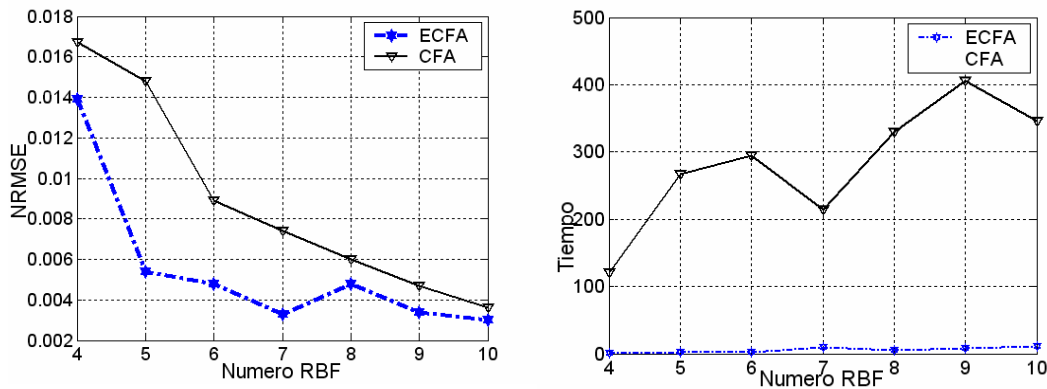 0.018
0.016
0.014
0.012
0.01
0.008
0.006
0.004
0.002
NRMSE
ECFA
CFA
4 5 6 7 8 9 10
Numero RBF
500
400
300
200
100
0
Tiempo
ECFA
CFA
4 5 6 7 8 9 10
Numero RBF